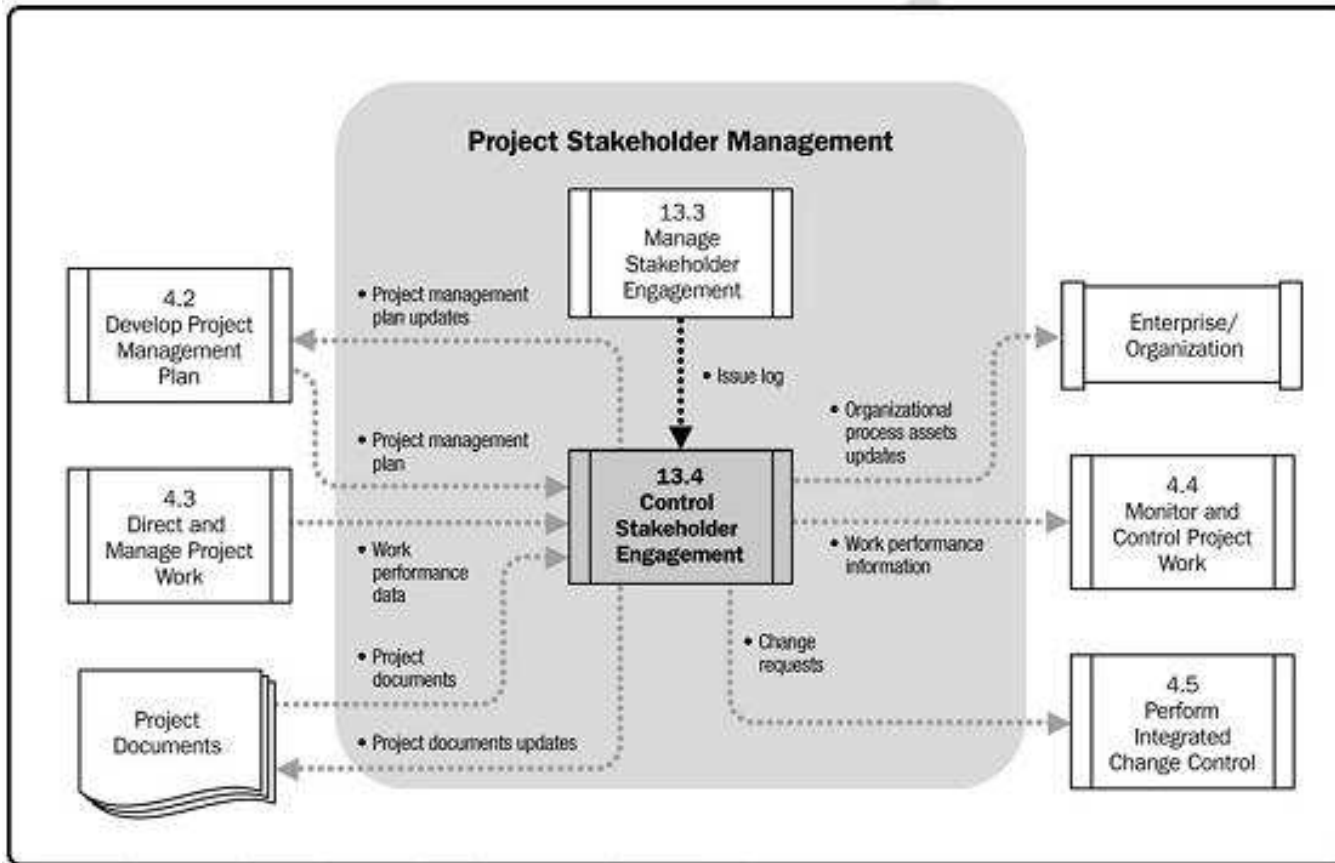 Project Stakeholder Management
13.3
Manage
Stakeholder
Engagement
4.2
Develop Project
Management
Plan
• Project management
plan updates
Enterprise/
Organization
• Issue log
• Organizational
process assets
updates
• Project management
plan
13.4
Control
Stakeholder
Engagement
4.3
Direct and
Manage Project
Work
4.4
Monitor and
Control Project
Work
• Work
performance
data
• Work performance
information
• Change
requests
• Project
documents
Project
Documents
• Project documents updates
4.5
Perform
Integrated
Change Control